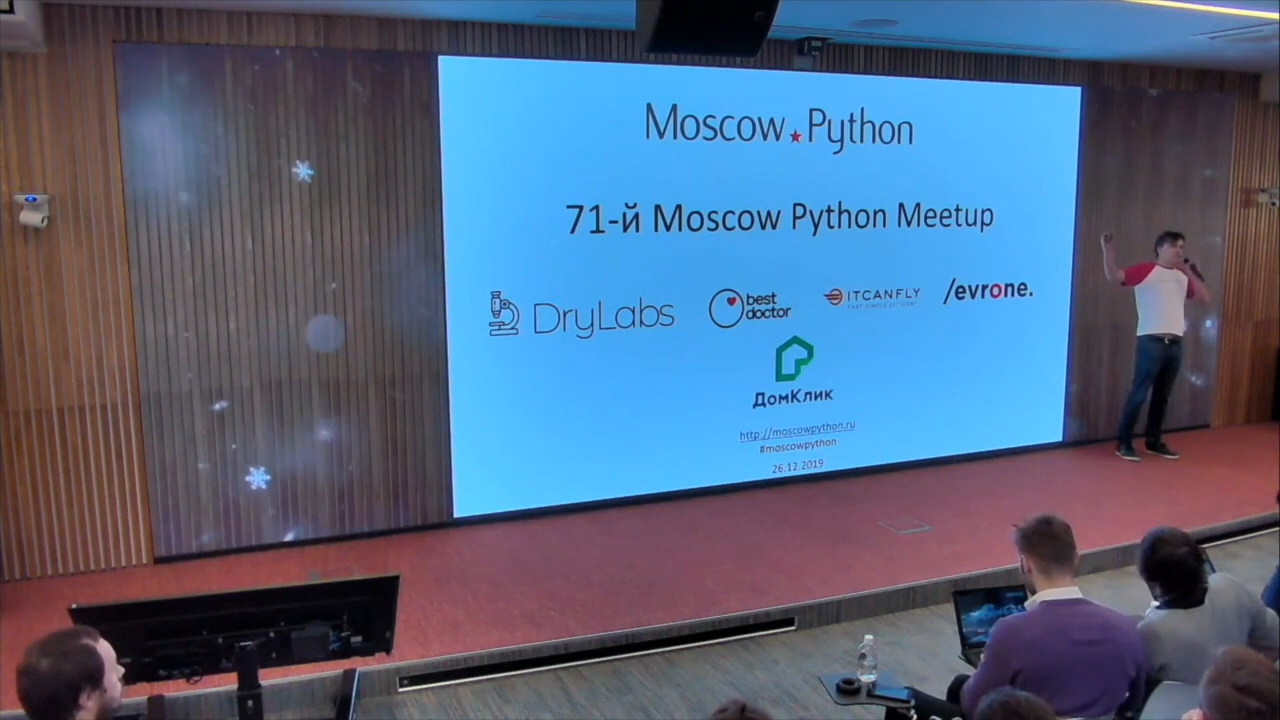 Moscow Python
71-й Moscow Python Meetup
DryLabs
best doctor
ITCANFLY
/evrone.
ДомКлик
http://moscowpython.ru
#moscowpython
26.12.2019